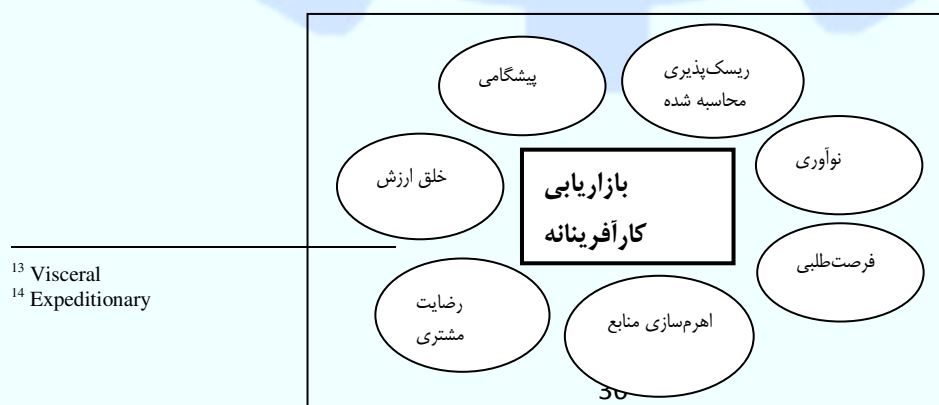 ریسک‌پذیری
محاسبه شده
پیشگامی
نوآوری
خلق ارزش
بازاریابی
کارآفرینانه
فرصت‌طلبی
رضایت
مشتری
اهرم‌سازی منابع
13 Visceral
14 Expeditionary